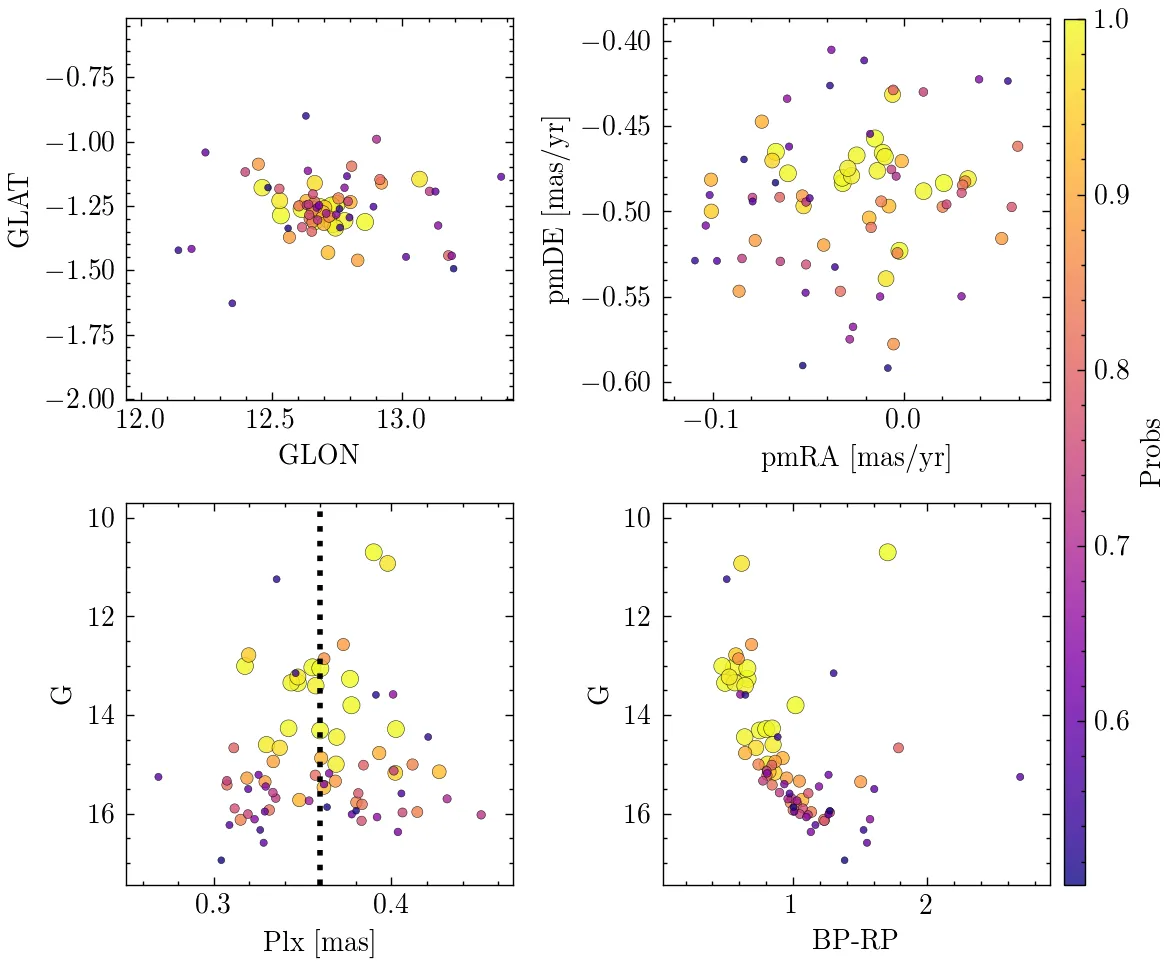 −0.75
−1.00
−1.25
−1.50
−1.75
−2.00
GLAT
12.0 12.5 13.0
GLON
−0.40
−0.45
−0.50
−0.55
−0.60
pmDE [mas/yr]
−0.1 0.0
pmRA [mas/yr]
1.0
0.9
0.8
0.7
0.6
Probs
10
12
14
16
G
0.3 0.4
Plx [mas]
10
12
14
16
G
1 2
BP-RP